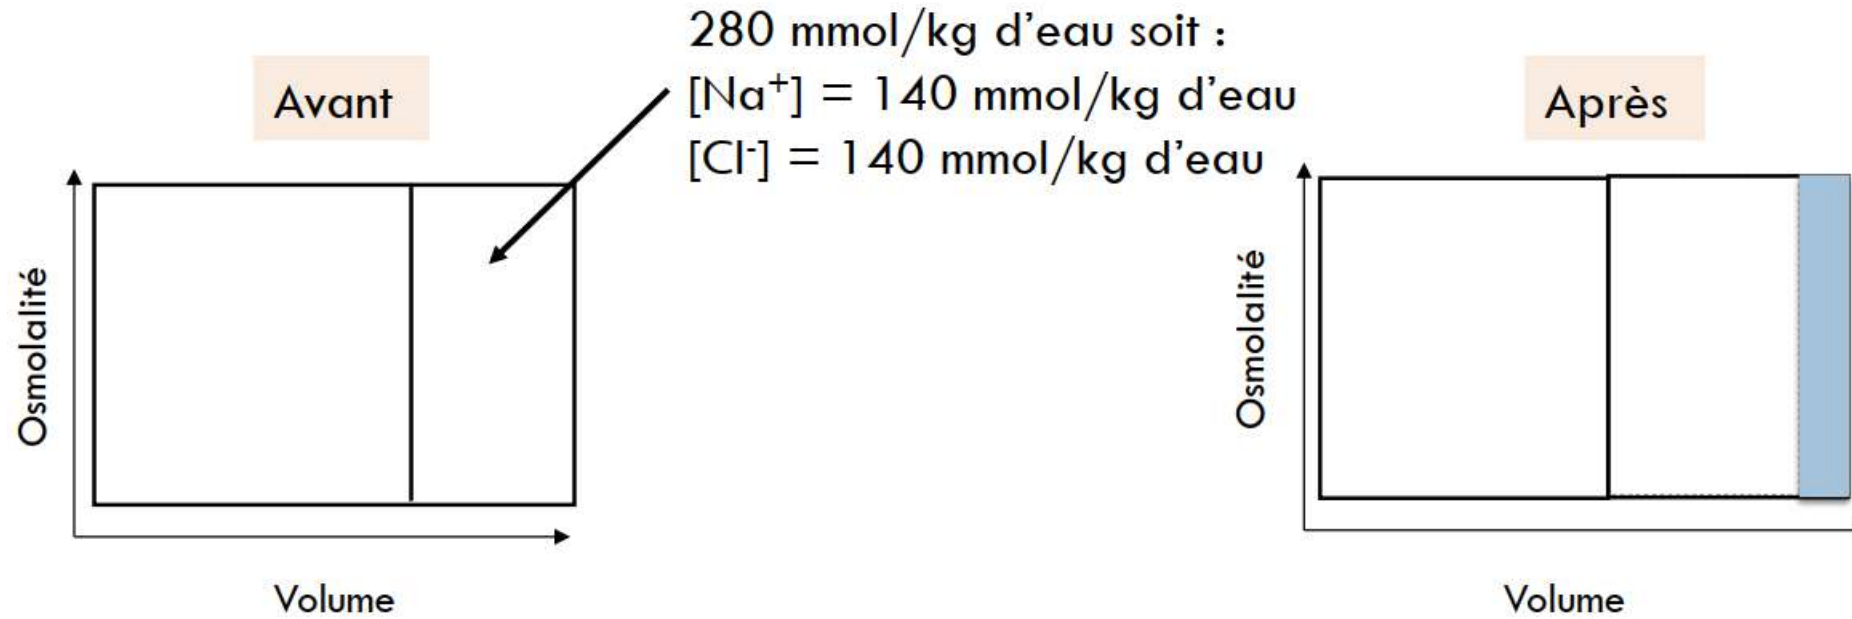 280 mmol/kg d’eau soit :
Avant
[Na⁺] = 140 mmol/kg d’eau
Après
[Cl⁻] = 140 mmol/kg d’eau
Osmolalité
Osmolalité
Volume
Volume